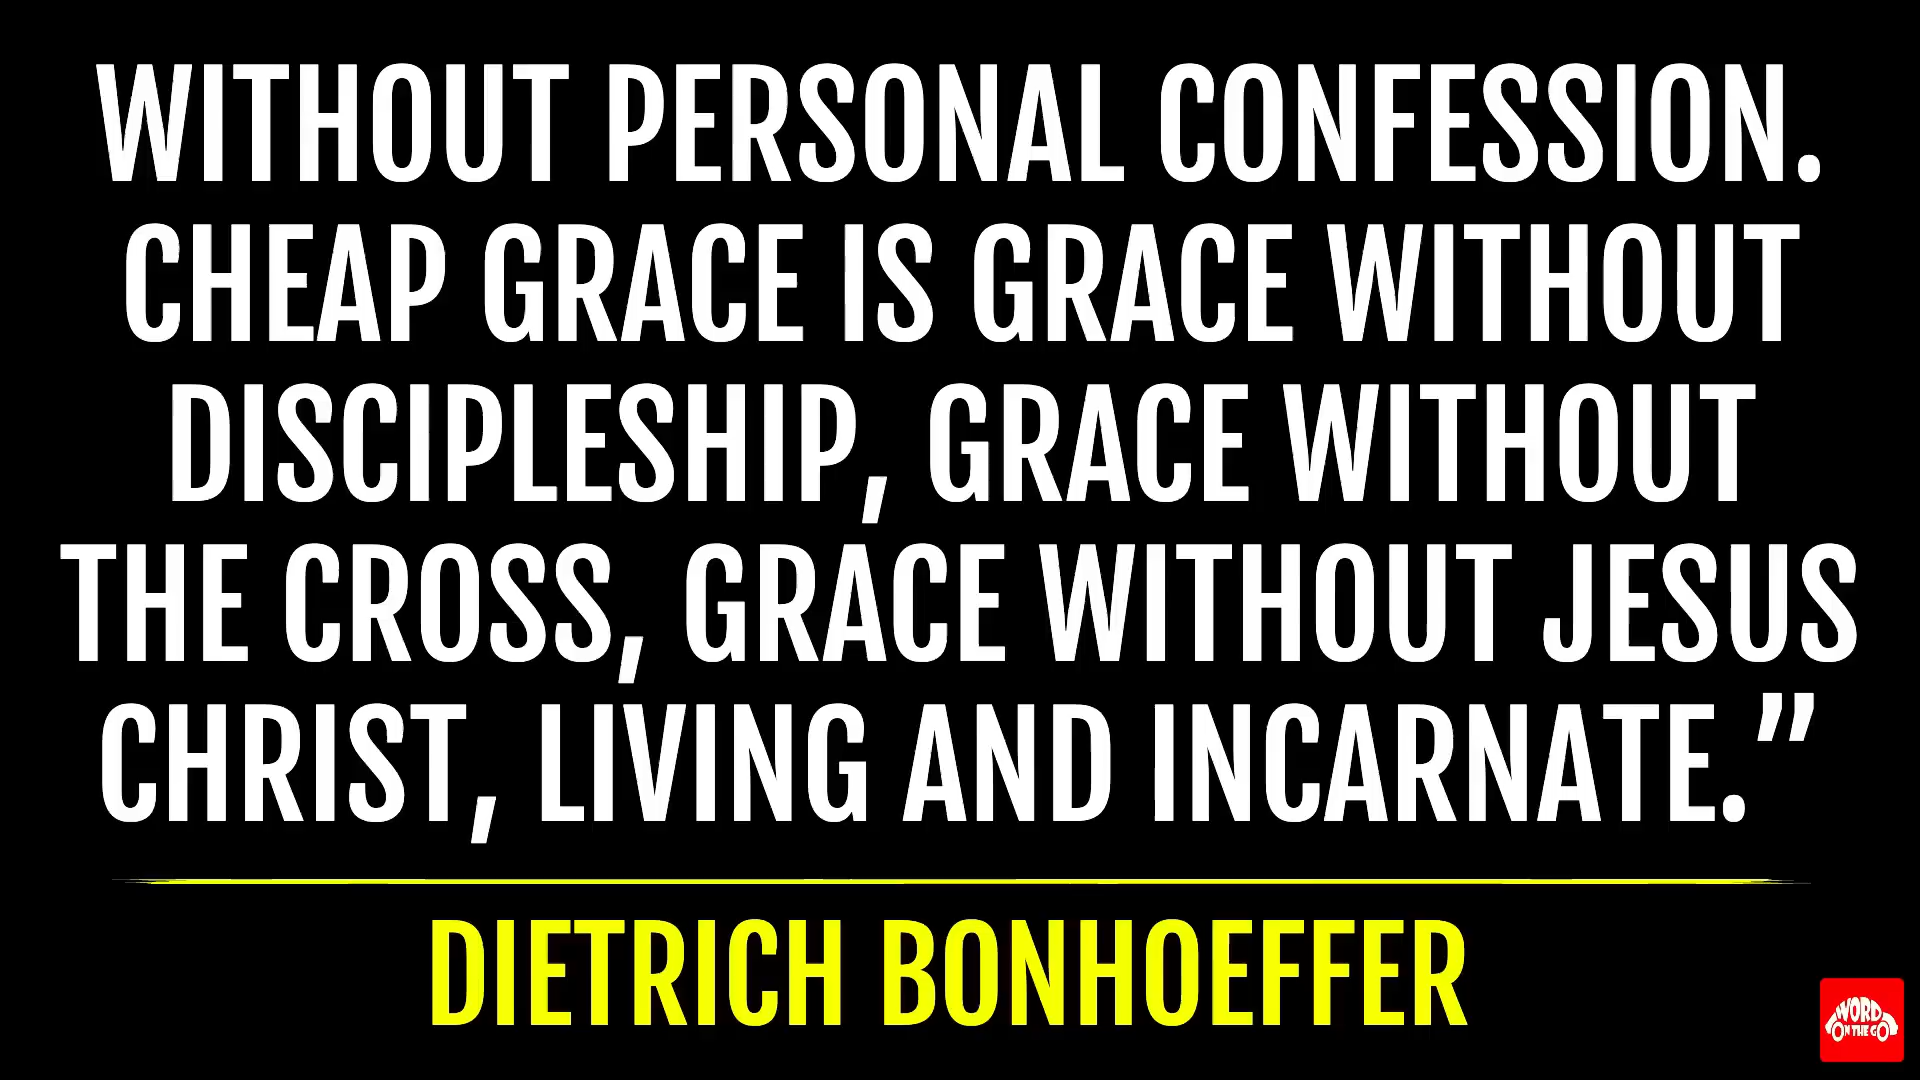 WITHOUT PERSONAL CONFESSION.
CHEAP GRACE IS GRACE WITHOUT
DISCIPLESHIP, GRACE WITHOUT
THE CROSS, GRACE WITHOUT JESUS
CHRIST, LIVING AND INCARNATE.”
DIETRICH BONHOEFFER
WORD
ON THE GO